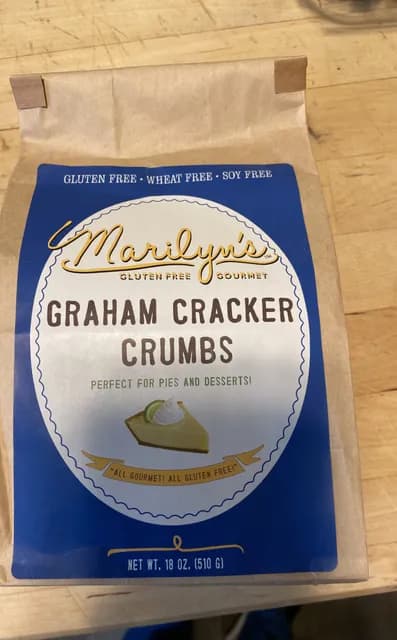 GLUTEN FREE • WHEAT FREE • SOY FREE
Marilyn's
GLUTEN FREE GOURMET
GRAHAM CRACKER
CRUMBS
PERFECT FOR PIES AND DESSERTS!
"ALL GOURMET! ALL GLUTEN FREE!"
NET WT. 18 OZ. (510 G)